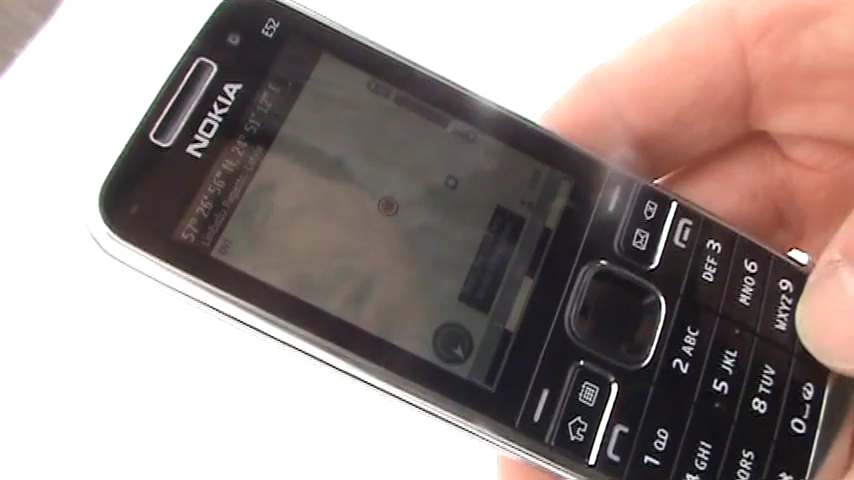 E52
NOKIA
57° 26' 56" N, 24° 51' 12" E
1
2 ABC
DEF 3
GHI
5 JKL
MNO 6
QRS
8 TUV
WXYZ 9
0